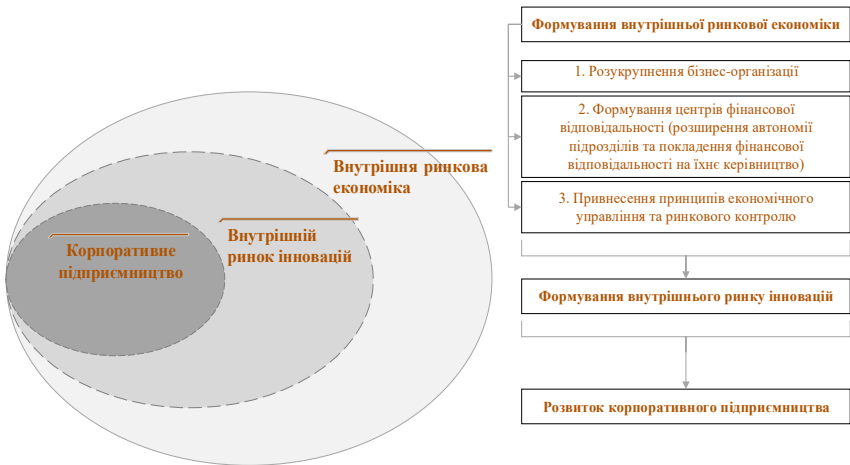 Внутрішня ринкова
економіка
Внутрішній
ринок інновацій
Корпоративне
підприємництво
Формування внутрішньої ринкової економіки
1. Розукрупнення бізнес-організації
2. Формування центрів фінансової
відповідальності (розширення автономії
підрозділів та покладення фінансової
відповідальності на їхнє керівництво)
3. Привнесення принципів економічного
управління та ринкового контролю
Формування внутрішнього ринку інновацій
Розвиток корпоративного підприємництва